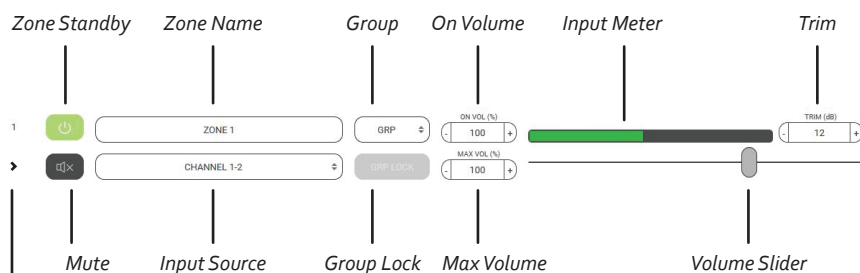 Zone Standby Zone Name Group On Volume Input Meter Trim
ON VOL (%) TRIM (dB)
1 ZONE 1 GRP - 100 + - 12 +
MAX VOL (%)
CHANNEL 1-2 GRP LOCK - 100 +
Mute Input Source Group Lock Max Volume Volume Slider